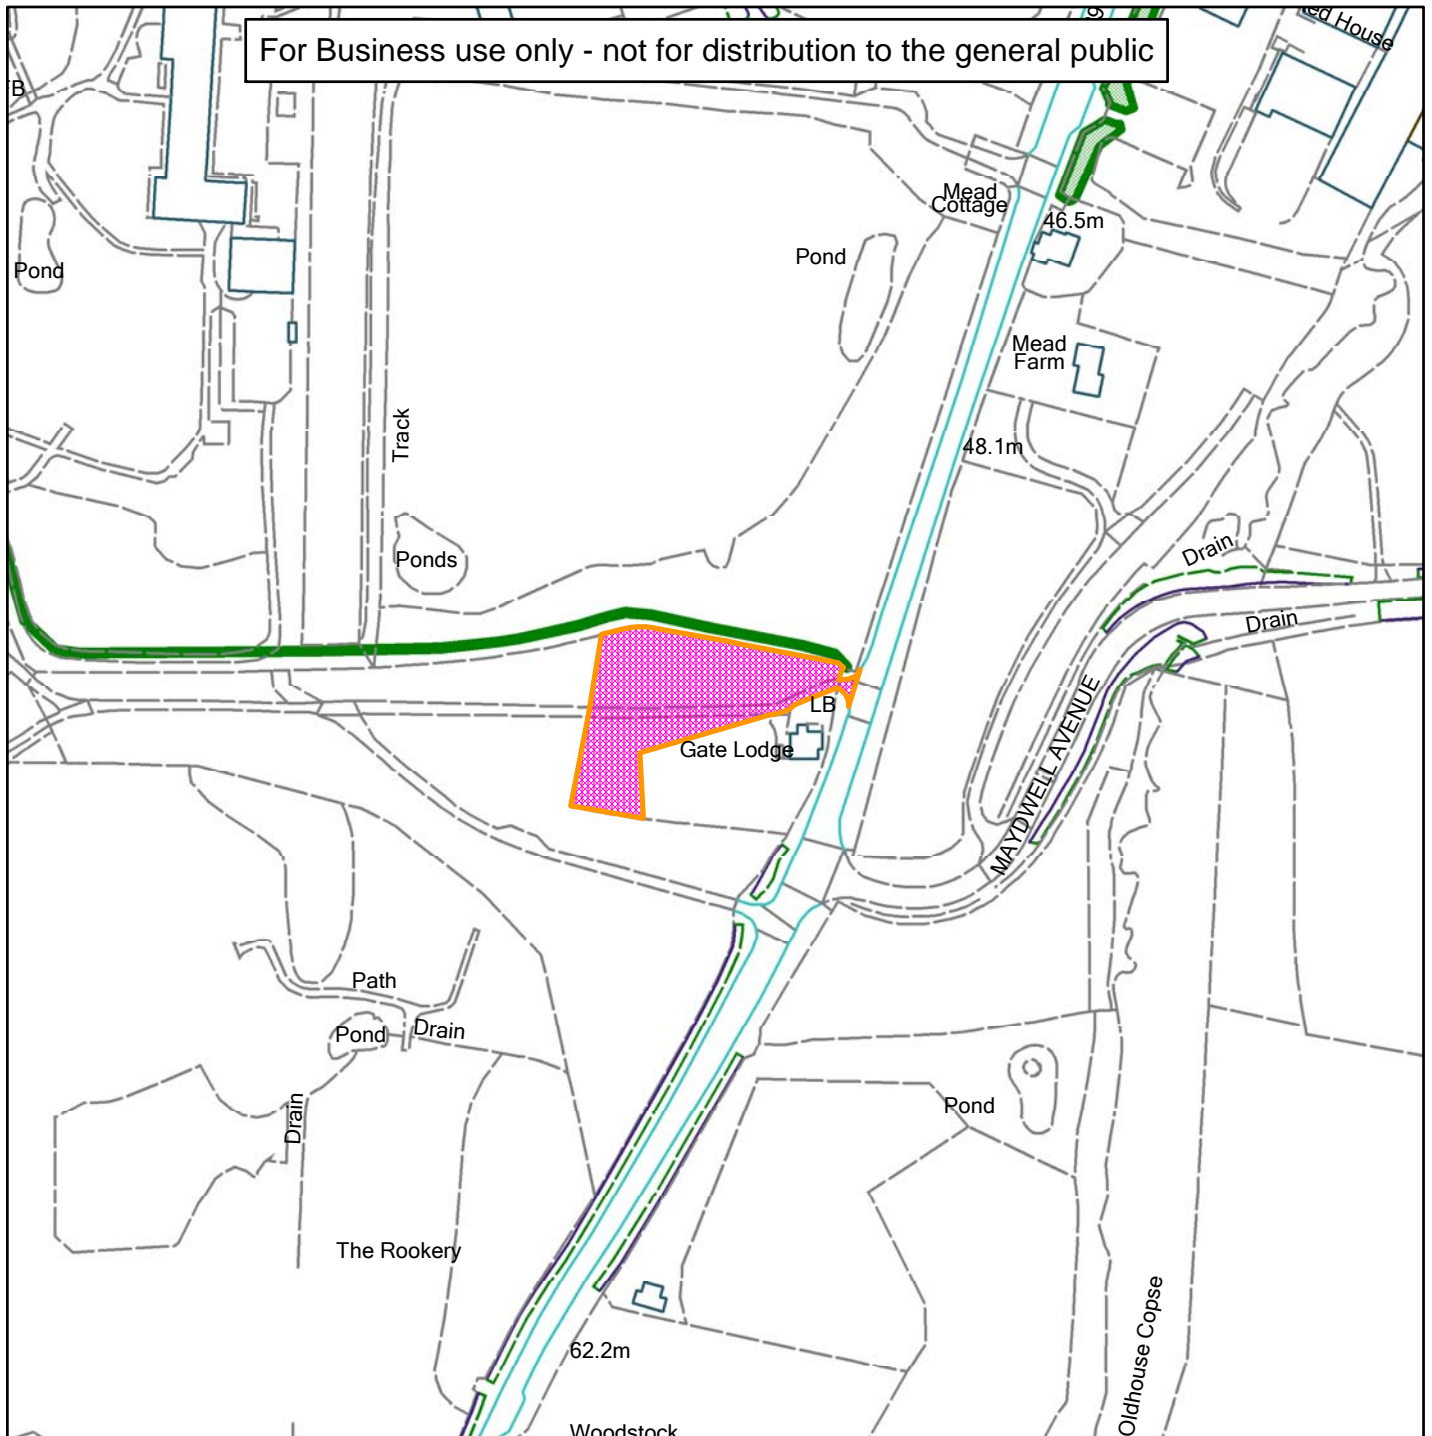 For Business use only - not for distribution to the general public
Mead
Cottage
46.5m
Pond
Pond
Mead
Farm
Track
48.1m
Ponds
Drain
Drain
MAYDWELL AVENUE
LB
Gate Lodge
Path
Pond
Drain
Drain
Pond
The Rookery
62.2m
Oldhouse Copse
Woodstock